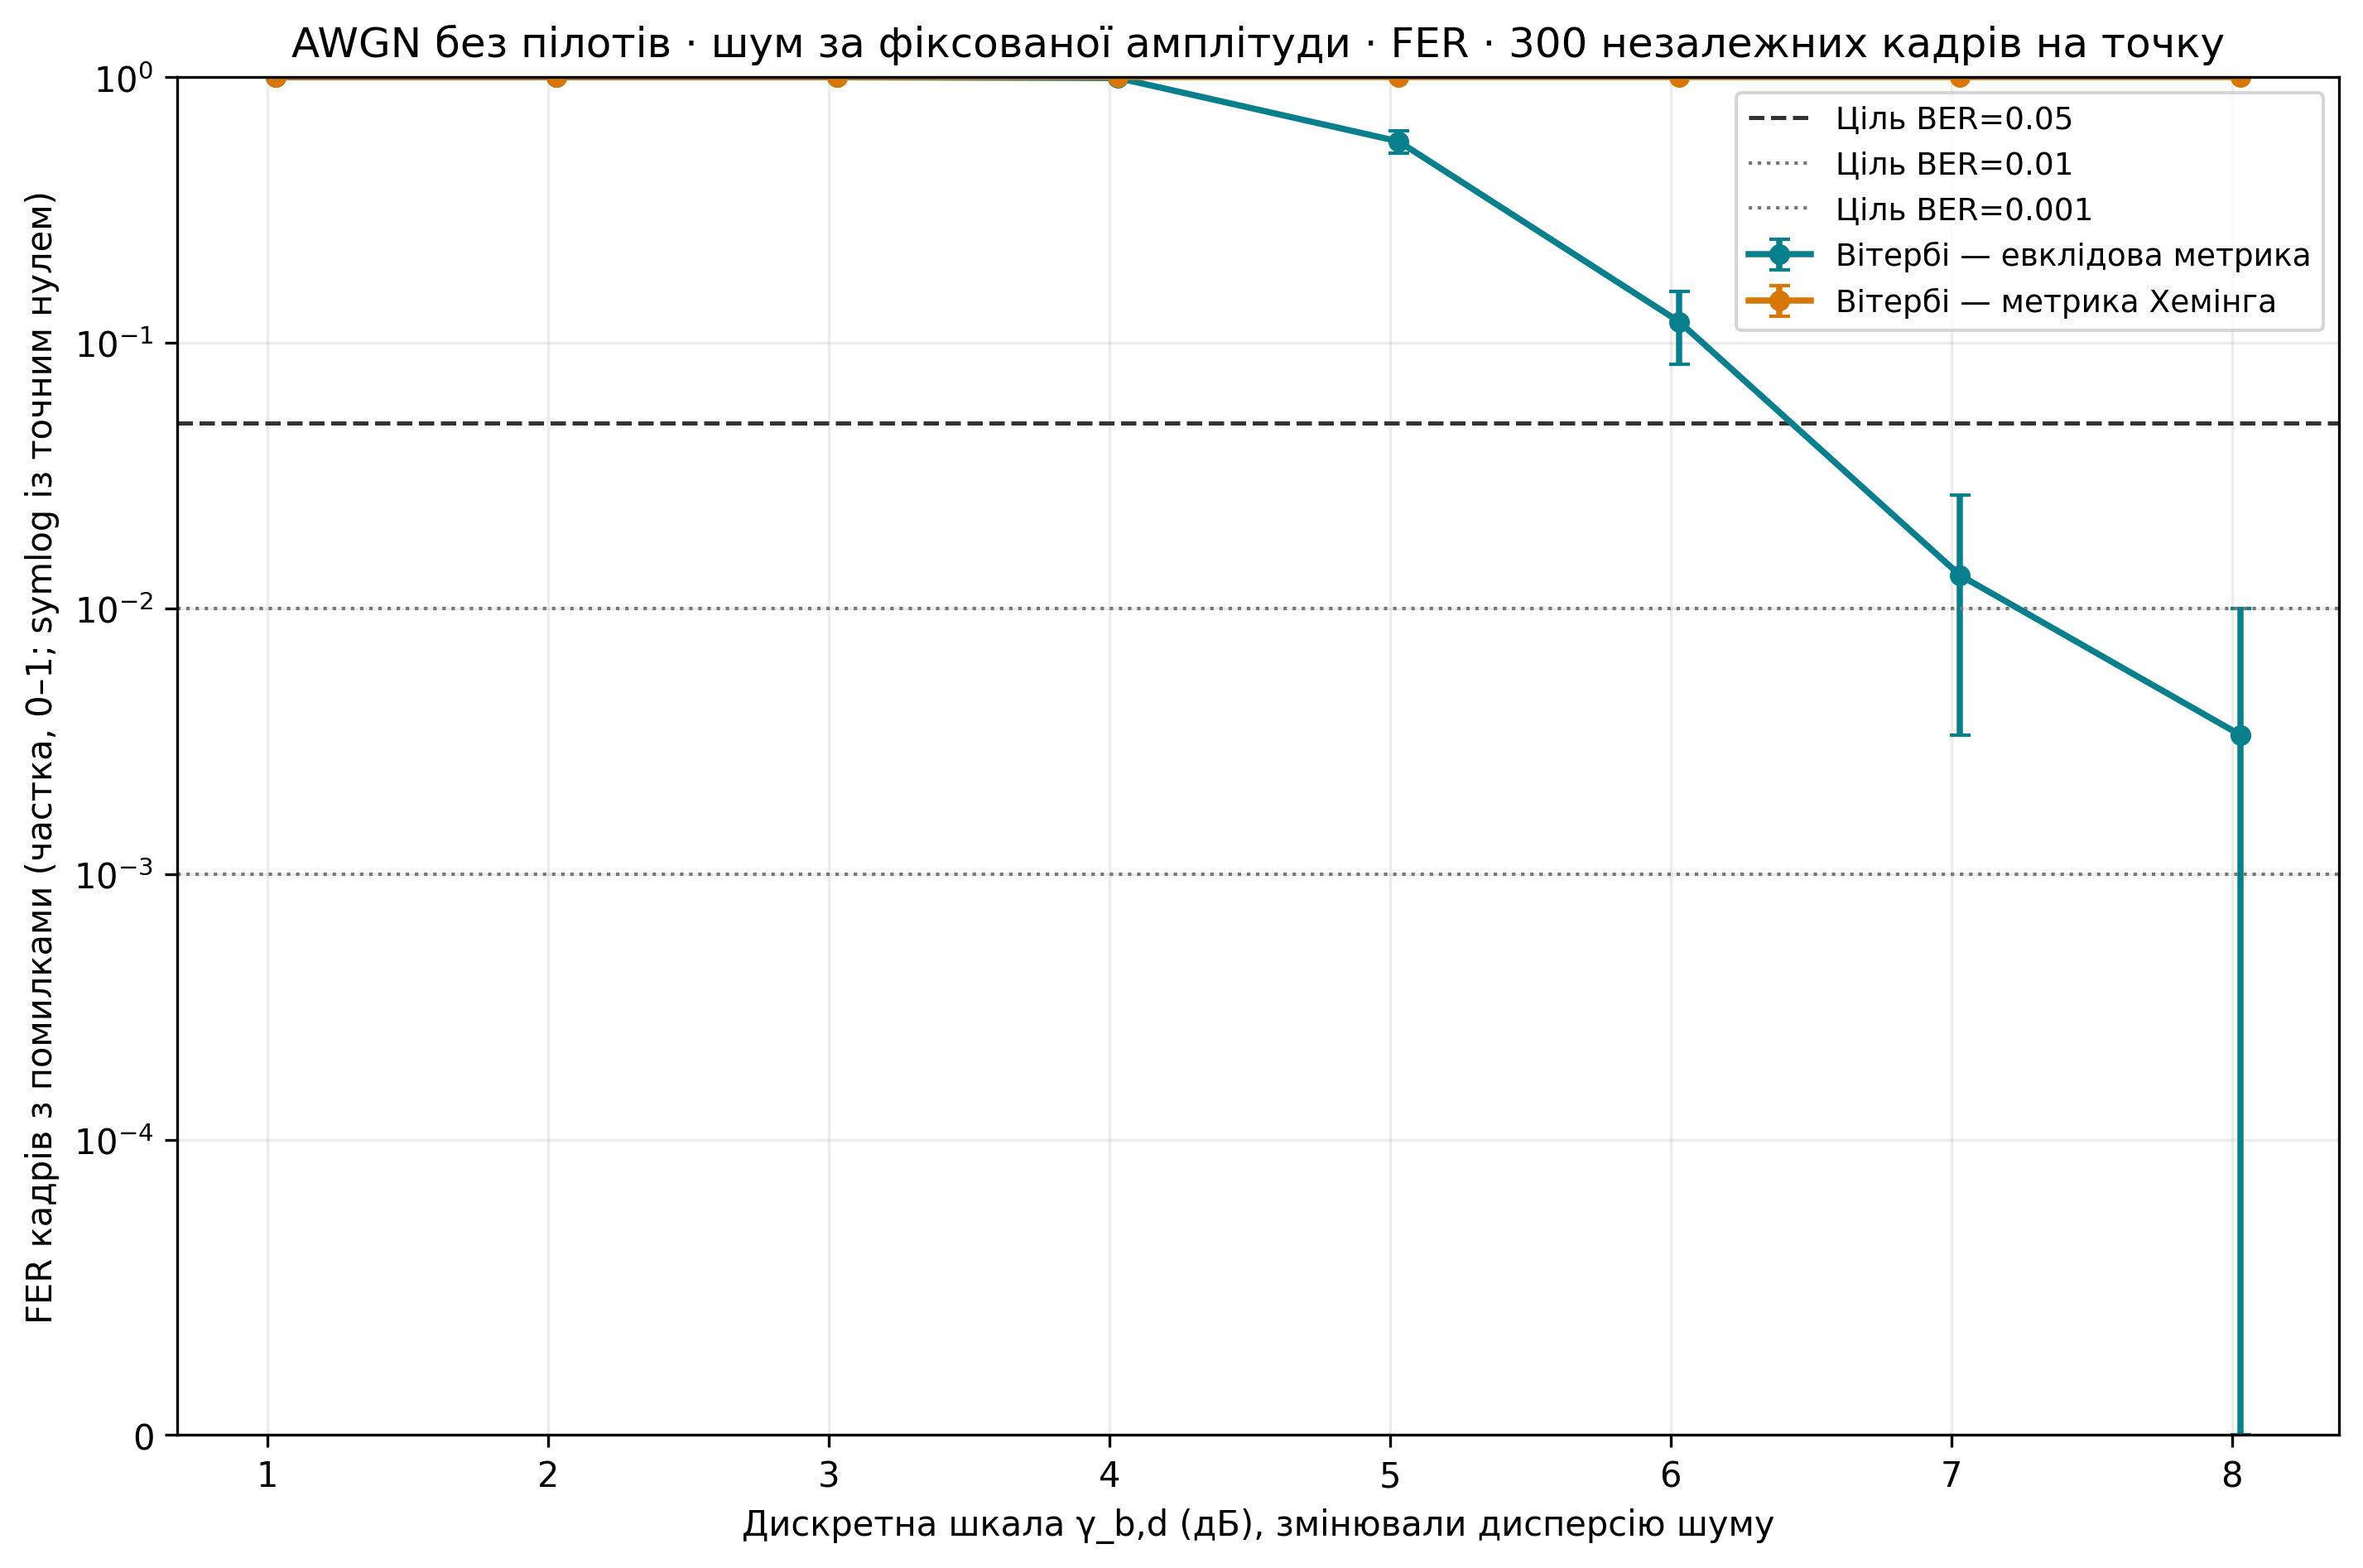 AWGN без пілотів · шум за фіксованої амплітуди · FER · 300 незалежних кадрів на точку
FER кадрів з помилками (частка, 0–1; symlog із точним нулем)
10⁰
10⁻¹
10⁻²
10⁻³
10⁻⁴
0
Ціль BER=0.05
Ціль BER=0.01
Ціль BER=0.001
Вітербі — евклідова метрика
Вітербі — метрика Хемінга
1 2 3 4 5 6 7 8
Дискретна шкала γ_b,d (дБ), змінювали дисперсію шуму